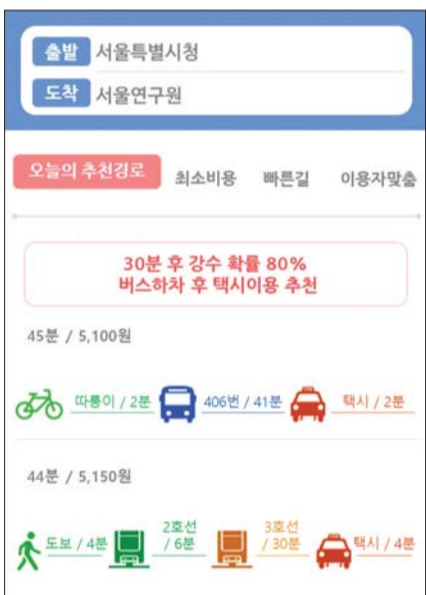 출발 서울특별시청
도착 서울연구원
오늘의 추천경로 최소비용 빠른길 이용자맞춤
30분 후 강수 확률 80%
버스하차 후 택시이용 추천
45분 / 5,100원
따릉이 / 2분 406번 / 41분 택시 / 2분
44분 / 5,150원
도보 / 4분 2호선 / 6분 3호선 / 30분 택시 / 4분